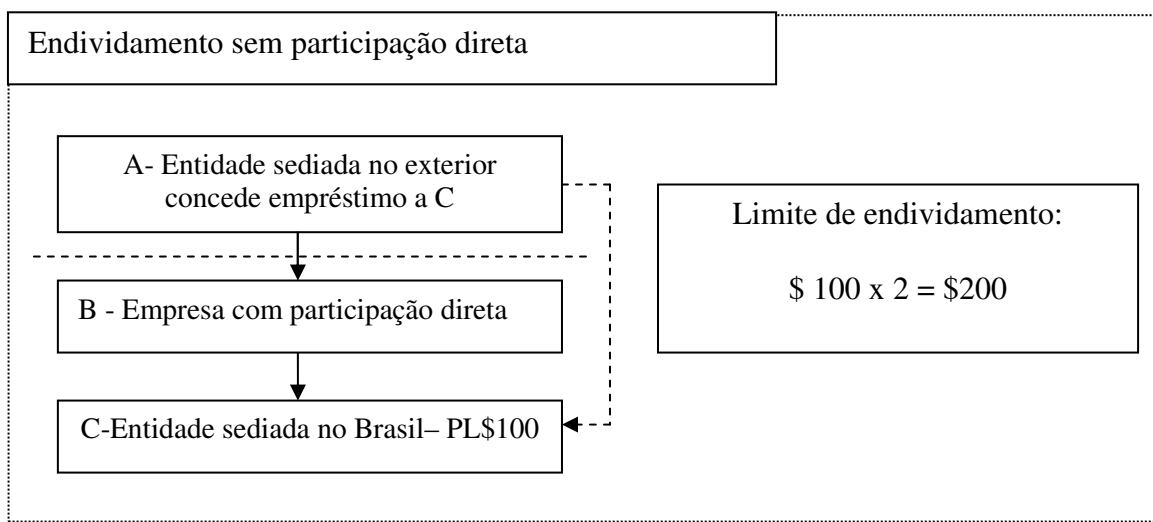 Endividamento sem participação direta
A- Entidade sediada no exterior
concede empréstimo a C
B - Empresa com participação direta
C-Entidade sediada no Brasil– PL$100
Limite de endividamento:
$ 100 x 2 = $200